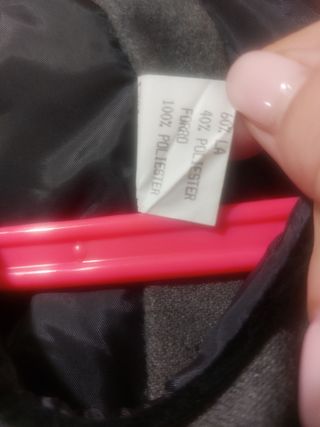 60% LA
40% POLIESTER
FORRO
100% POLIESTER